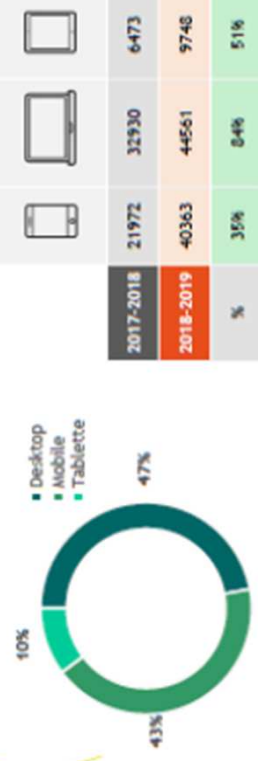 10%
47%
43%
Desktop
Mobile
Tablette
2017-2018 21972 32930 6473
2018-2019 40363 44561 9748
% 35% 84% 51%